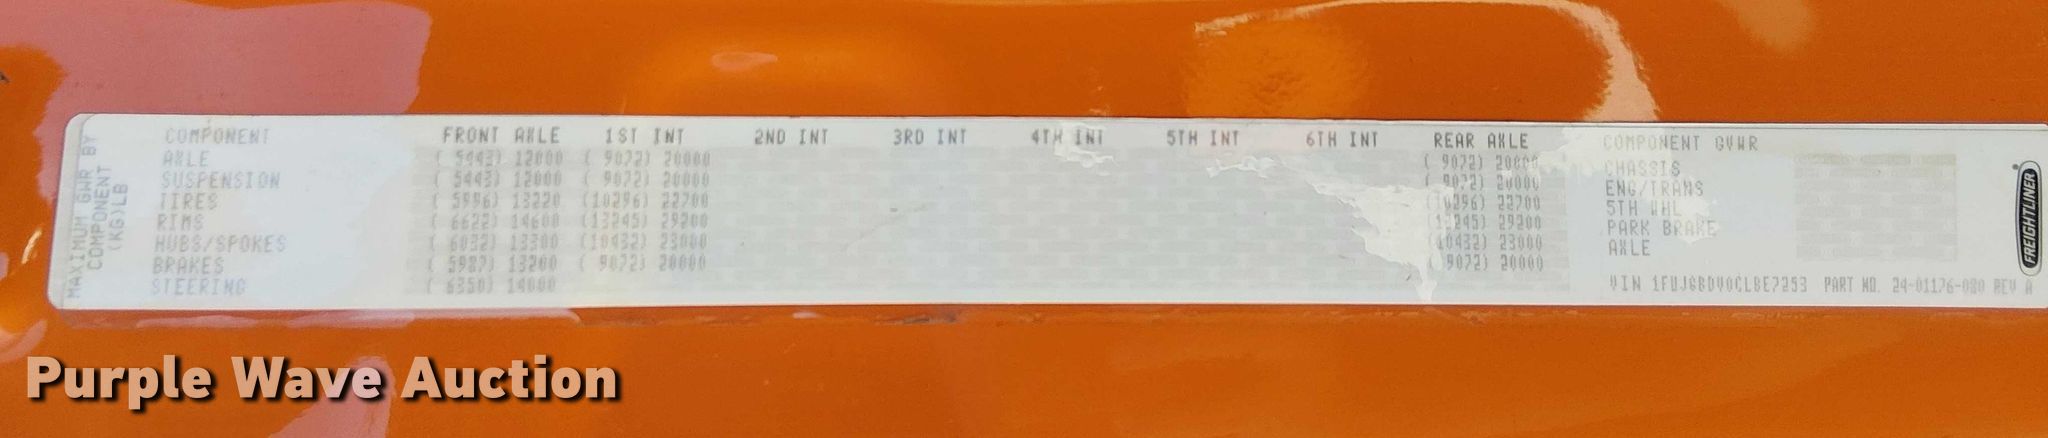 MAXIMUM GWR BY
COMPONENT
(KG)LB
COMPONENT FRONT AXLE 1ST INT 2ND INT 3RD INT 4TH INT 5TH INT 6TH INT REAR AXLE COMPONENT GVWR
AXLE ( 5443) 12000 ( 9072) 20000 ( 9072) 20000 CHASSIS
SUSPENSION ( 5443) 12000 ( 9072) 20000 ( 9072) 20000 ENG/TRANS
TIRES ( 5996) 13220 (10296) 22700 (10296) 22700 5TH WHL
RIMS ( 6622) 14600 (13245) 29200 (13245) 29200 PARK BRAKE
HUBS/SPOKES ( 6032) 13300 (10432) 23000 (10432) 23000 AXLE
BRAKES ( 5987) 13200 ( 9072) 20000 ( 9072) 20000
STEERING ( 6350) 14000
VIN 1FUJGBDV0CLBE7253 PART NO. 24-01176-080 REV A
FREIGHTLINER
Purple Wave Auction